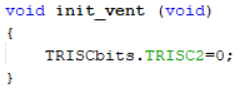 void init_vent (void)
{
    TRISCbits.TRISC2=0;
}